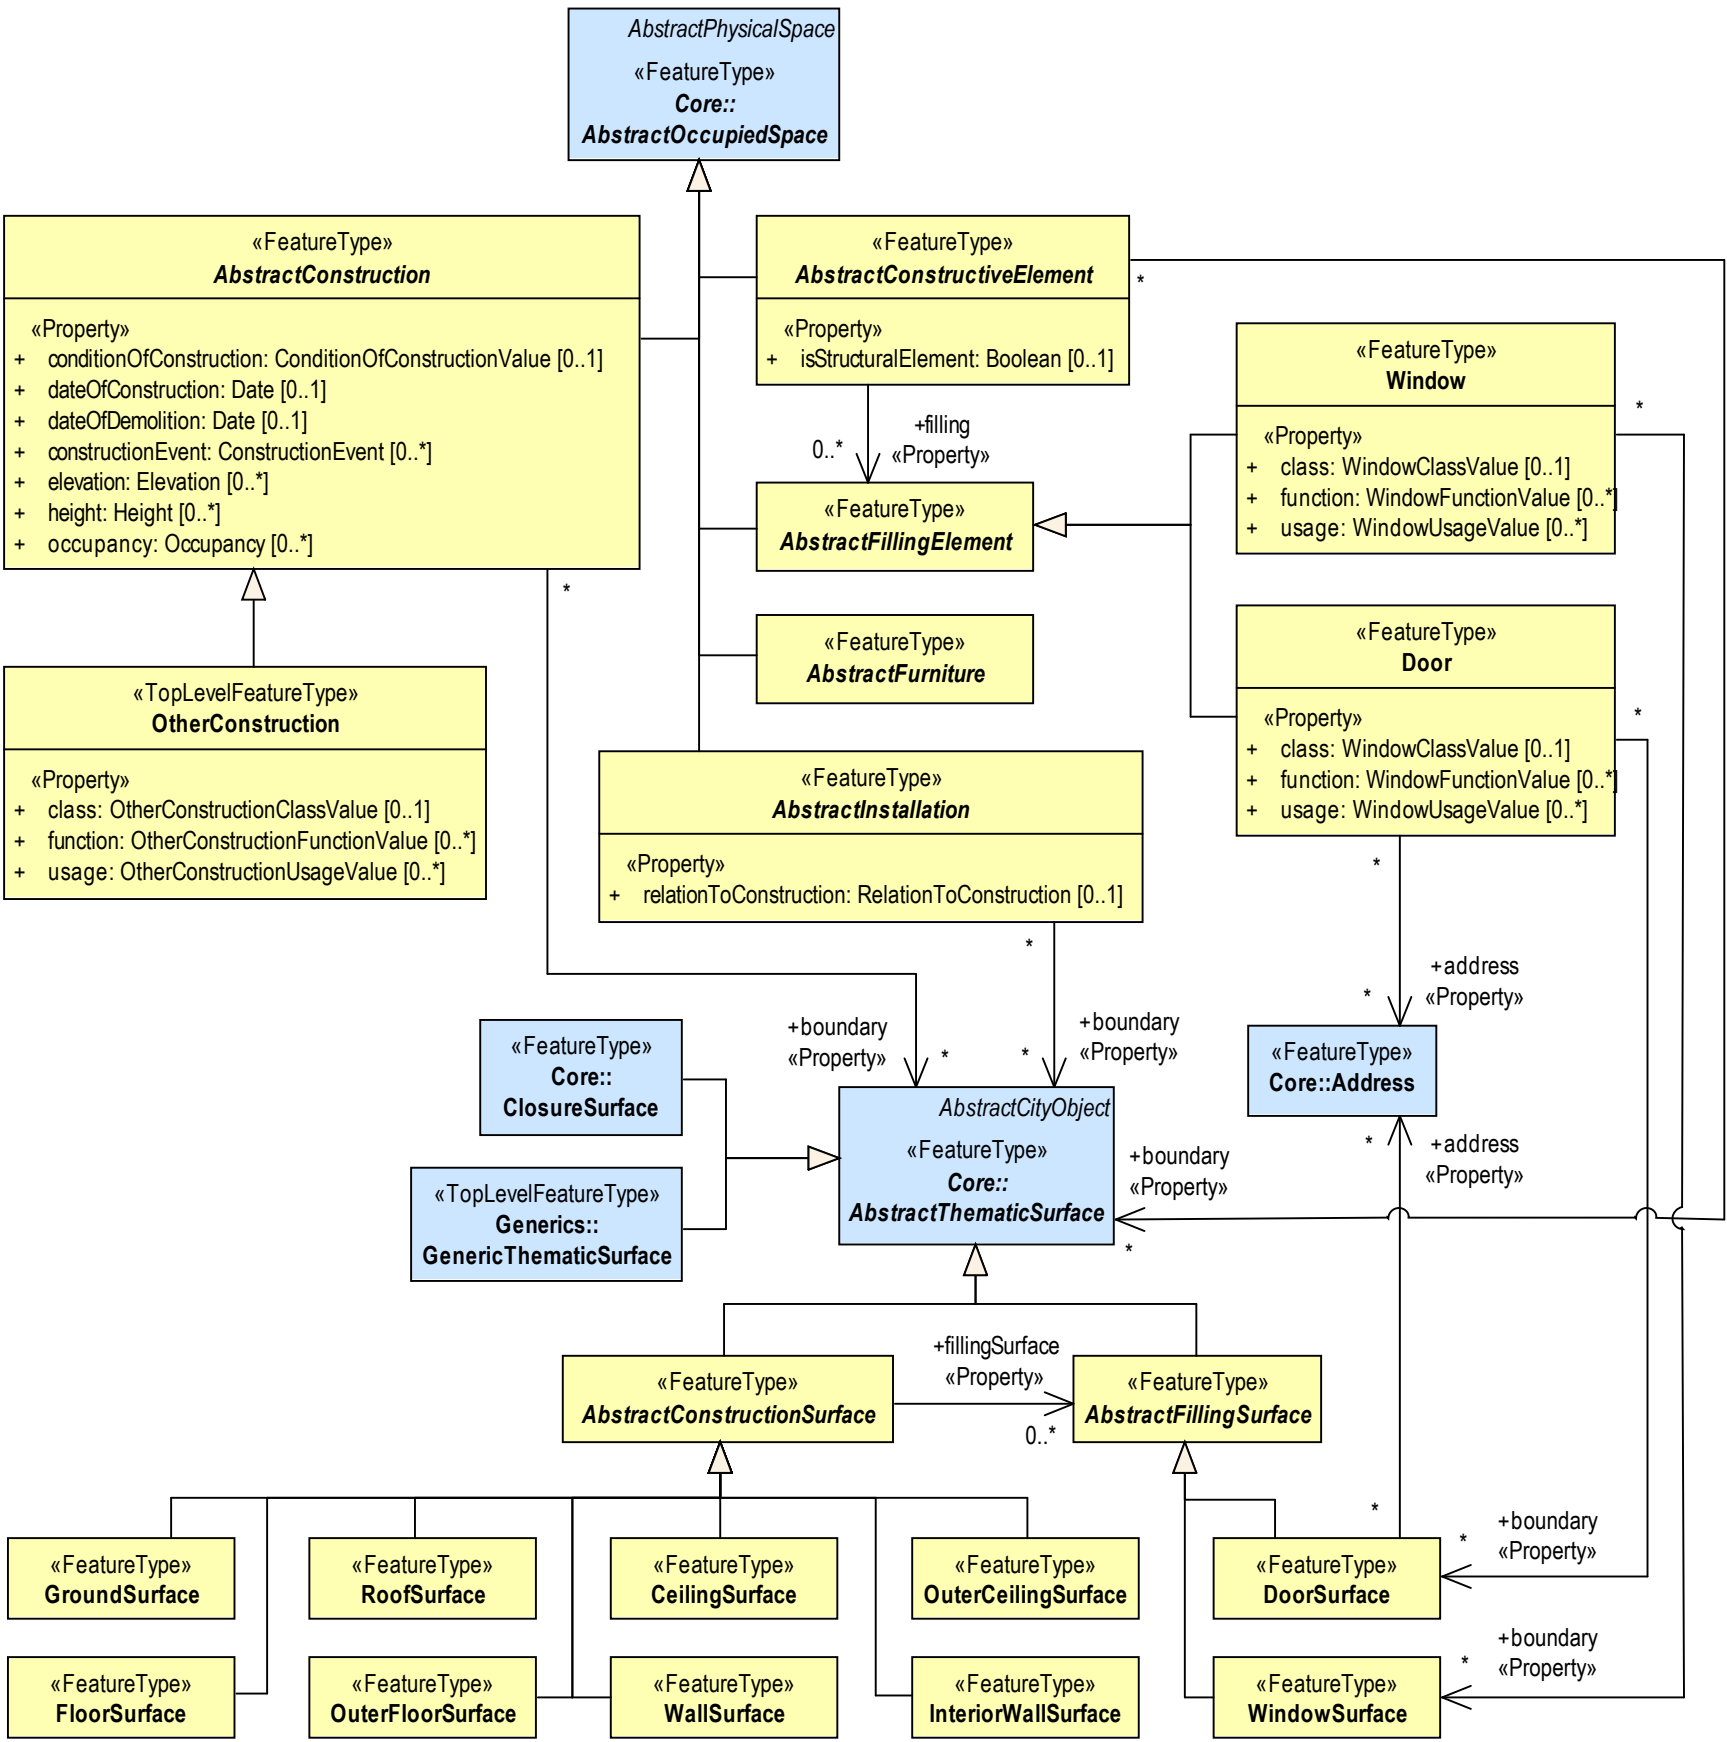 AbstractPhysicalSpace
«FeatureType»
Core::
AbstractOccupiedSpace
«FeatureType»
AbstractConstruction
«Property»
+ conditionOfConstruction: ConditionOfConstructionValue [0..1]
+ dateOfConstruction: Date [0..1]
+ dateOfDemolition: Date [0..1]
+ constructionEvent: ConstructionEvent [0..*]
+ elevation: Elevation [0..*]
+ height: Height [0..*]
+ occupancy: Occupancy [0..*]
*
«FeatureType»
AbstractConstructiveElement
«Property»
+ isStructuralElement: Boolean [0..1]
*
+filling
0..*
«Property»
«FeatureType»
AbstractFillingElement
«FeatureType»
Window
«Property»
+ class: WindowClassValue [0..1]
+ function: WindowFunctionValue [0..*]
+ usage: WindowUsageValue [0..*]
*
«FeatureType»
AbstractFurniture
«FeatureType»
Door
«Property»
+ class: WindowClassValue [0..1]
+ function: WindowFunctionValue [0..*]
+ usage: WindowUsageValue [0..*]
*
*
«TopLevelFeatureType»
OtherConstruction
«Property»
+ class: OtherConstructionClassValue [0..1]
+ function: OtherConstructionFunctionValue [0..*]
+ usage: OtherConstructionUsageValue [0..*]
«FeatureType»
AbstractInstallation
«Property»
+ relationToConstruction: RelationToConstruction [0..1]
*
+address
«Property»
*
+boundary
«Property»
*
+boundary
«Property»
*
«FeatureType»
Core::
ClosureSurface
«TopLevelFeatureType»
Generics::
GenericThematicSurface
AbstractCityObject
«FeatureType»
Core::
AbstractThematicSurface
«FeatureType»
Core::Address
*
+address
«Property»
+boundary
«Property»
*
+fillingSurface
«Property»
0..*
«FeatureType»
AbstractConstructionSurface
«FeatureType»
AbstractFillingSurface
*
«FeatureType»
GroundSurface
«FeatureType»
RoofSurface
«FeatureType»
CeilingSurface
«FeatureType»
OuterCeilingSurface
«FeatureType»
DoorSurface
*
+boundary
«Property»
«FeatureType»
FloorSurface
«FeatureType»
OuterFloorSurface
«FeatureType»
WallSurface
«FeatureType»
InteriorWallSurface
«FeatureType»
WindowSurface
*
+boundary
«Property»